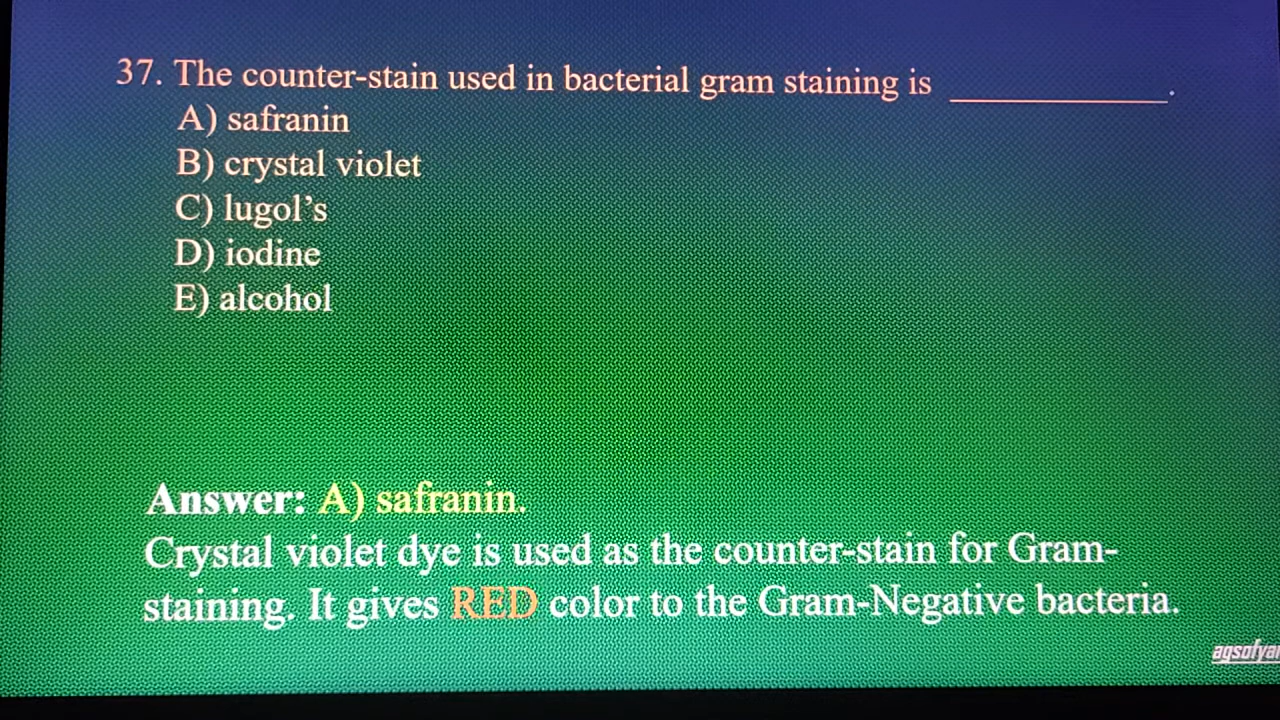 37. The counter-stain used in bacterial gram staining is ____________.
A) safranin
B) crystal violet
C) lugol’s
D) iodine
E) alcohol
Answer: A) safranin.
Crystal violet dye is used as the counter-stain for Gram-
staining. It gives RED color to the Gram-Negative bacteria.